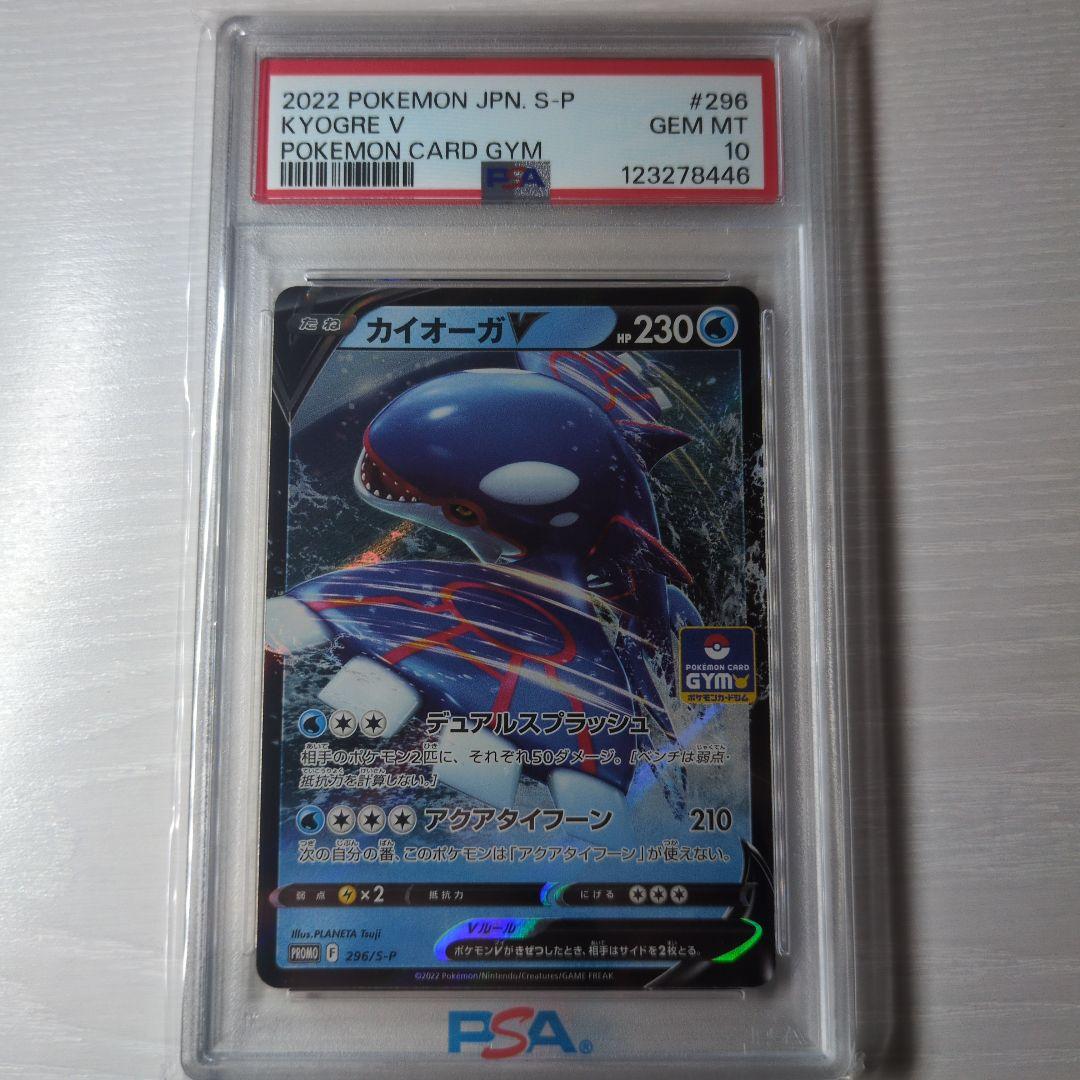 2022 POKEMON JPN. S-P #296
KYOGRE V GEM MT
POKEMON CARD GYM 10
PSA 123278446
たね カイオーガV HP230
POKÉMON CARD
GYM
ポケモンカードジム
デュアルスプラッシュ
相手のポケモン2匹に、それぞれ50ダメージ。[ベンチは弱点・
抵抗力を計算しない。]
アクアタイフーン 210
次の自分の番、このポケモンは「アクアタイフーン」が使えない。
弱点 ×2 抵抗力 にげる
Illus.PLANETA Tsuji
Vルール
ポケモンVがきぜつしたとき、相手はサイドを2枚とる。
PROMO F 296/S-P
©2022 Pokémon/Nintendo/Creatures/GAME FREAK
PSA®